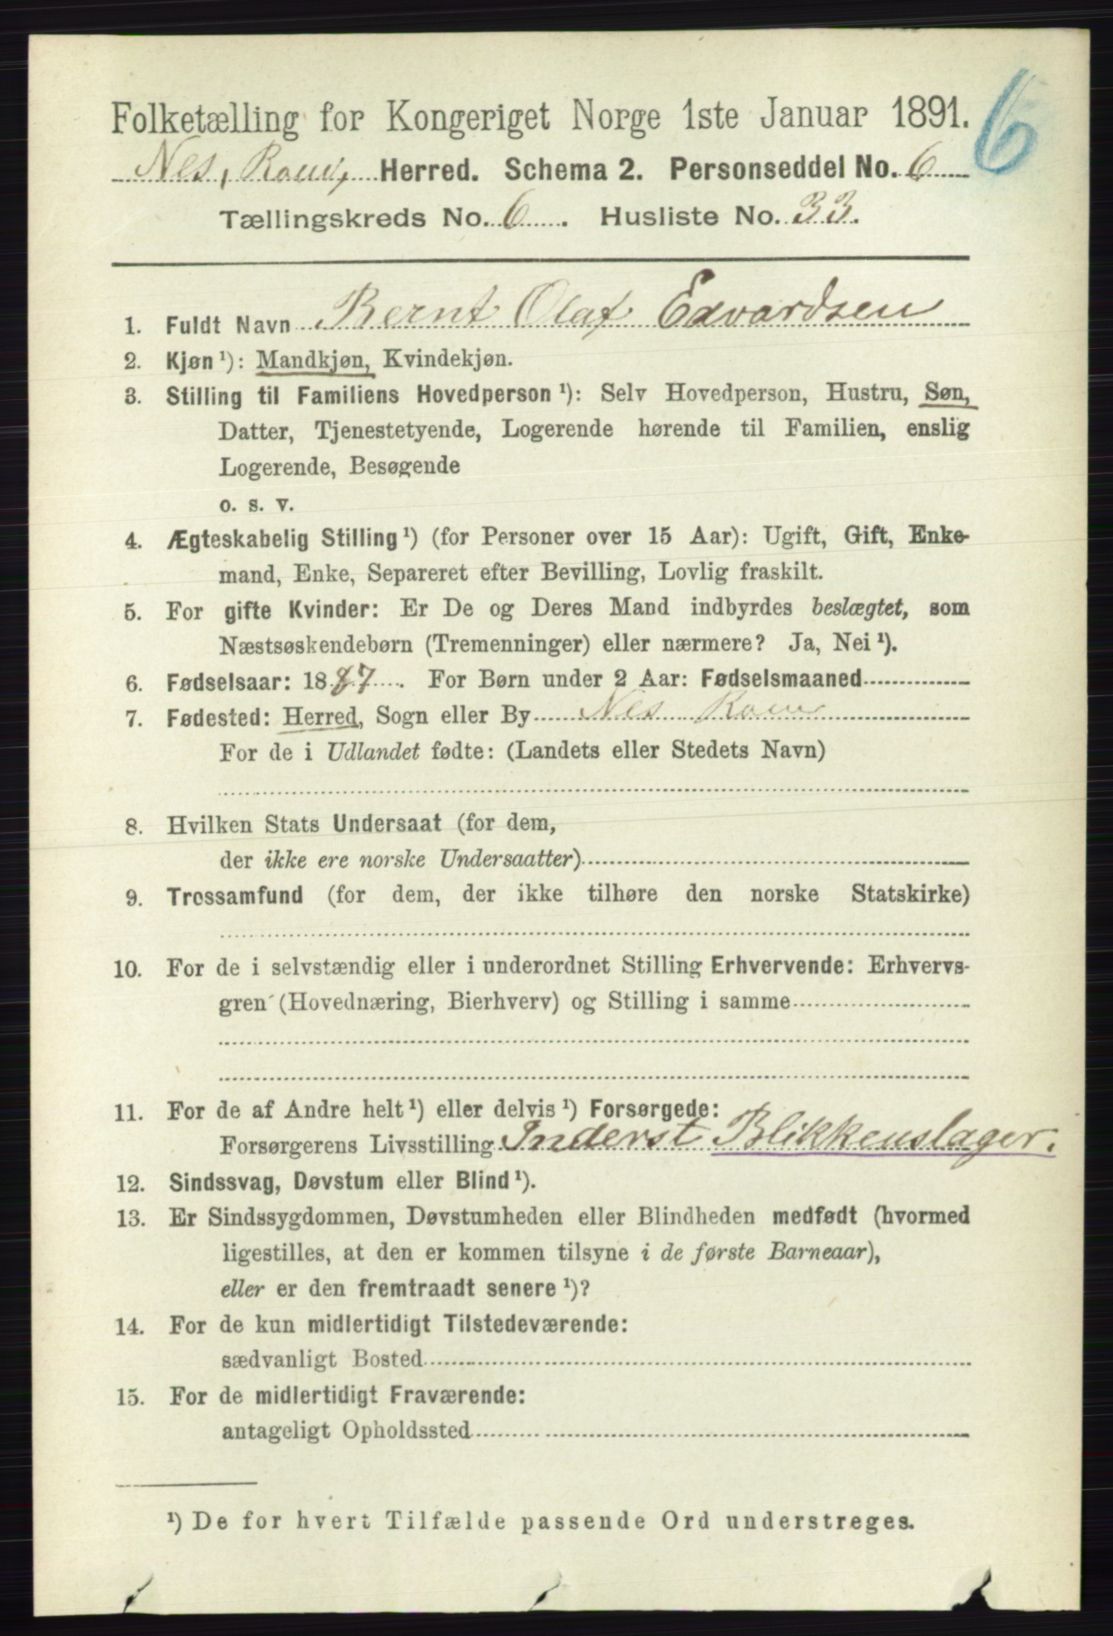 Folketælling for Kongeriget Norge 1ste Januar 1891. 6
Nes, Rom, Herred. Schema 2. Personseddel No. 6
Tællingskreds No. 6. Husliste No. 33.
1. Fuldt Navn Bernt Olaf Edvardsen
2. Kjøn ¹): Mandkjøn, Kvindekjøn.
3. Stilling til Familiens Hovedperson ¹): Selv Hovedperson, Hustru, Søn,
Datter, Tjenestetyende, Logerende hørende til Familien, enslig
Logerende, Besøgende
o. s. v.
4. Ægteskabelig Stilling ¹) (for Personer over 15 Aar): Ugift, Gift, Enke-
mand, Enke, Separeret efter Bevilling, Lovlig fraskilt.
5. For gifte Kvinder: Er De og Deres Mand indbyrdes beslægtet, som
Næstsøskendebørn (Tremenninger) eller nærmere? Ja, Nei ¹).
6. Fødselsaar: 1887. For Børn under 2 Aar: Fødselsmaaned
7. Fødested: Herred, Sogn eller By Nes Rom
For de i Udlandet fødte: (Landets eller Stedets Navn)
8. Hvilken Stats Undersaat (for dem,
der ikke ere norske Undersaatter)
9. Trossamfund (for dem, der ikke tilhøre den norske Statskirke)
10. For de i selvstændig eller i underordnet Stilling Erhvervende: Erhvervs-
gren (Hovednæring, Bierhverv) og Stilling i samme
11. For de af Andre helt ¹) eller delvis ¹) Forsørgede:
Forsørgerens Livsstilling Inderst Blikkenslager.
12. Sindssvag, Døvstum eller Blind ¹).
13. Er Sindssygdommen, Døvstumheden eller Blindheden medfødt (hvormed
ligestilles, at den er kommen tilsyne i de første Barneaar),
eller er den fremtraadt senere ¹)?
14. For de kun midlertidigt Tilstedeværende:
sædvanligt Bosted
15. For de midlertidigt Fraværende:
antageligt Opholdssted
¹) De for hvert Tilfælde passende Ord understreges.